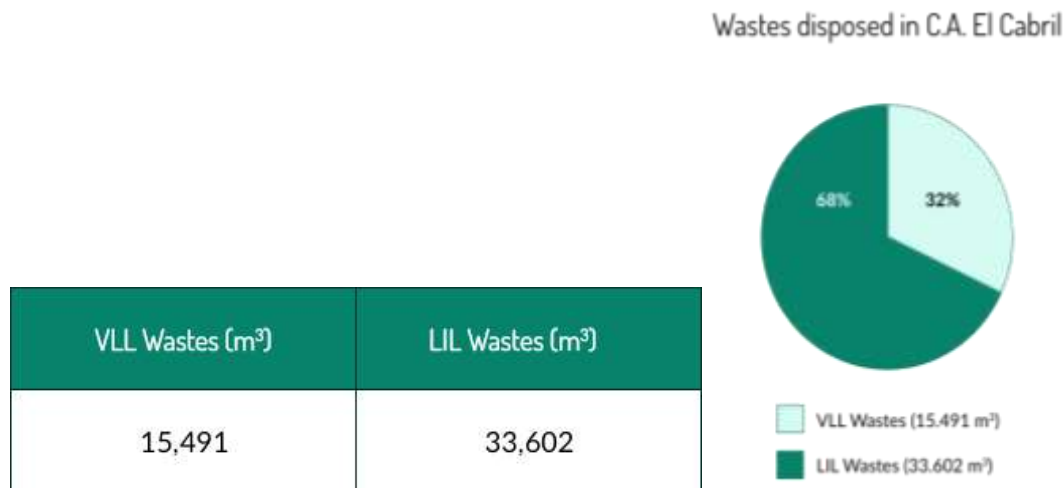 Wastes disposed in C.A. El Cabril
68% 32%
VLL Wastes (m³) LIL Wastes (m³)
15,491 33,602
VLL Wastes (15.491 m³)
LIL Wastes (33.602 m³)